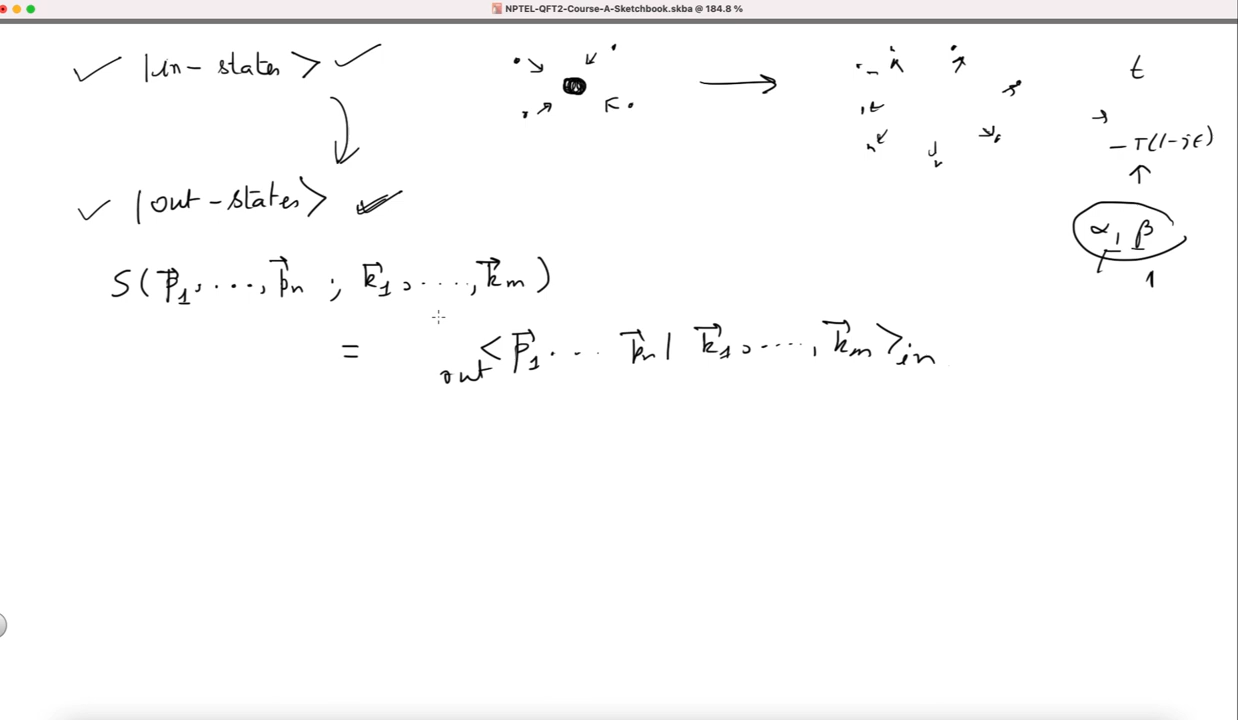 NPTEL-QFT2-Course-A-Sketchbook.skba @ 184.8 %
✓ |in-states> ✓
t
-T(1-iε)
✓ |out-states> ✓
α, β
1
S(p⃗₁, ..., p⃗ₙ ; k⃗₁, ...., k⃗ₘ)
= out<p⃗₁ ... p⃗ₙ| k⃗₁, ...., k⃗ₘ>in